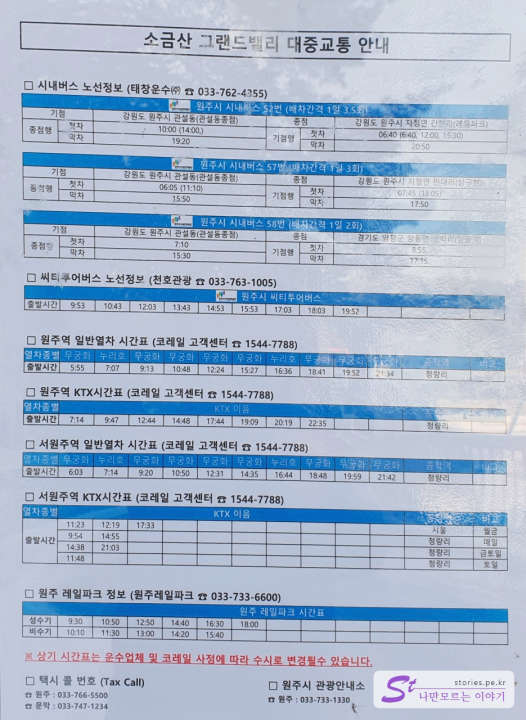 소금산 그랜드밸리 대중교통 안내
□ 시내버스 노선정보 (태창운수㈜ ☎ 033-762-4355)
원주시 시내버스 52번 (배차간격 1일 3.5회)
기점 강원도 원주시 관설동(관설동종점) 종점 강원도 원주시 지정면 간현리(레일파크)
종점행 첫차 10:00 (14:00,) 기점행 첫차 06:40 (6:40, 12:00, 15:30)
막차 19:20 막차 20:50
원주시 시내버스 57번 (배차간격 1일 3회)
기점 강원도 원주시 관설동(관설동종점) 종점 강원도 원주시 지정면
종점행 첫차 06:05 (11:10) 기점행 첫차 07:45 (13:05)
막차 15:50 막차 17:50
원주시 시내버스 58번 (배차간격 1일 2회)
기점 강원도 원주시 관설동(관설동종점) 종점 경기도 양평군 양동면
종점행 첫차 7:10 기점행 첫차 8:55
막차 15:30 막차
□ 씨티투어버스 노선정보 (천호관광 ☎ 033-763-1005)
원주시 씨티투어버스
출발시간 9:53 10:43 12:03 13:43 14:53 15:53 17:03 18:03 19:52
□ 원주역 일반열차 시간표 (코레일 고객센터 ☎ 1544-7788)
열차종별 무궁화 누리호 무궁화 무궁화 무궁화 무궁화 누리호 무궁화 무궁화 무궁화 종착역 비고
출발시간 5:55 7:07 9:13 10:48 12:24 15:27 16:36 18:41 19:52 21:34 청량리
□ 원주역 KTX시간표 (코레일 고객센터 ☎ 1544-7788)
열차종별 KTX 이음
출발시간 7:14 9:47 12:44 14:48 17:44 19:09 20:19 22:35 청량리
□ 서원주역 일반열차 시간표 (코레일 고객센터 ☎ 1544-7788)
열차종별 무궁화 누리호 무궁화 무궁화 무궁화 무궁화 누리호 무궁화 무궁화 무궁화 종착역 비고
출발시간 6:03 7:14 9:20 10:50 12:31 14:35 16:44 18:48 19:59 21:42 청량리
□ 서원주역 KTX시간표 (코레일 고객센터 ☎ 1544-7788)
열차종별 KTX 이음 비고
출발시간 11:23 12:19 17:33 서울 월금
9:54 14:55 청량리 매일
14:38 21:03 청량리 금토일
11:48 청량리 토일
□ 원주 레일파크 정보 (원주레일파크 ☎ 033-733-6600)
원주 레일파크 시간표
성수기 9:30 10:50 12:50 14:40 16:30 18:00
비수기 10:10 11:30 13:00 14:20 15:40
※ 상기 시간표는 운수업체 및 코레일 사정에 따라 수시로 변경될수 있습니다.
□ 택시 콜 번호 (Tax Call)
☎ 원주 : 033-766-5500
☎ 문막 : 033-747-1234
□ 원주시 관광안내소
☎ 원주 : 033-733-1330
St stories.pe.kr
나만모르는 이야기